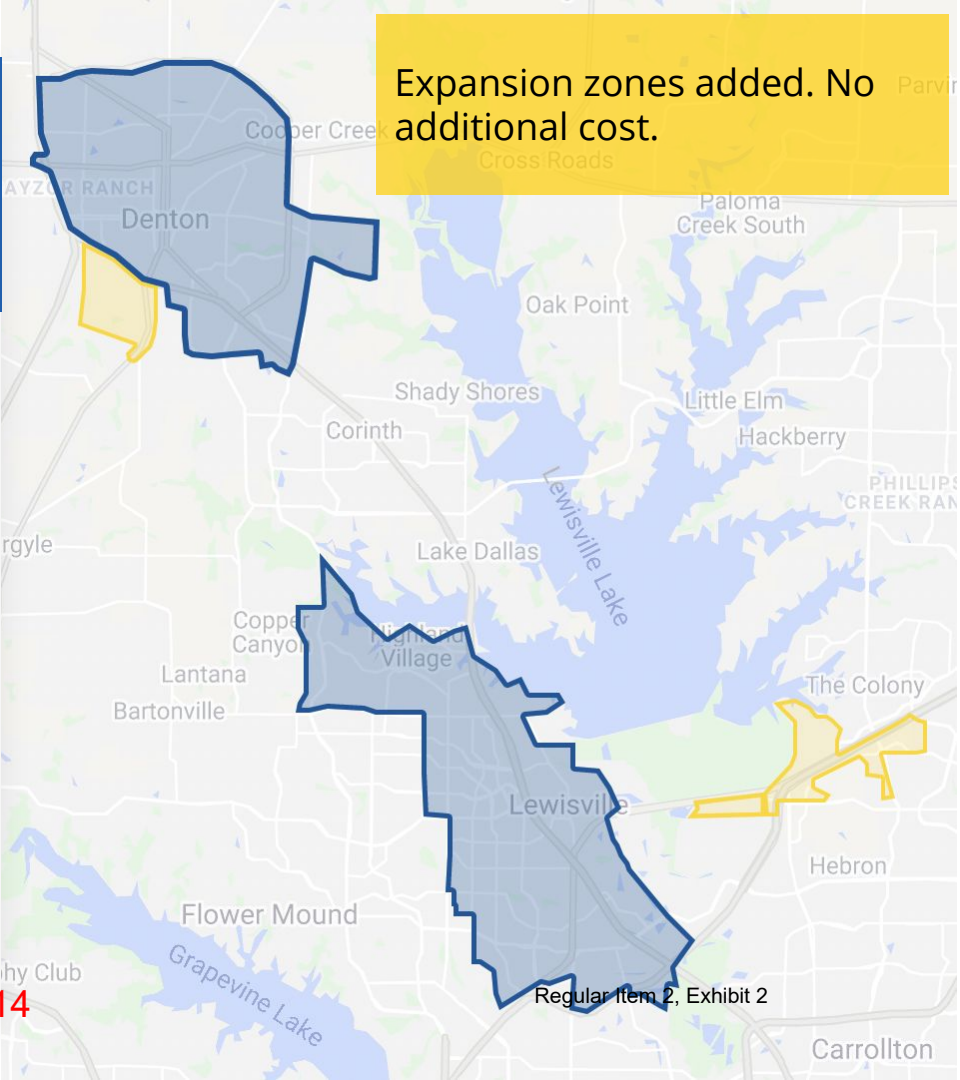 Expansion zones added. No
additional cost.
Parvin
Cooper Creek
Cross Roads
AYZOR RANCH
Paloma
Creek South
Denton
Oak Point
Shady Shores
Little Elm
Corinth
Hackberry
PHILLIPS
CREEK RAN
Lewisville Lake
rgyle
Lake Dallas
Copper
Canyon
Highland
Village
Lantana
The Colony
Bartonville
Lewisville
Hebron
Flower Mound
Grapevine Lake
hy Club
14
Regular Item 2, Exhibit 2
Carrollton